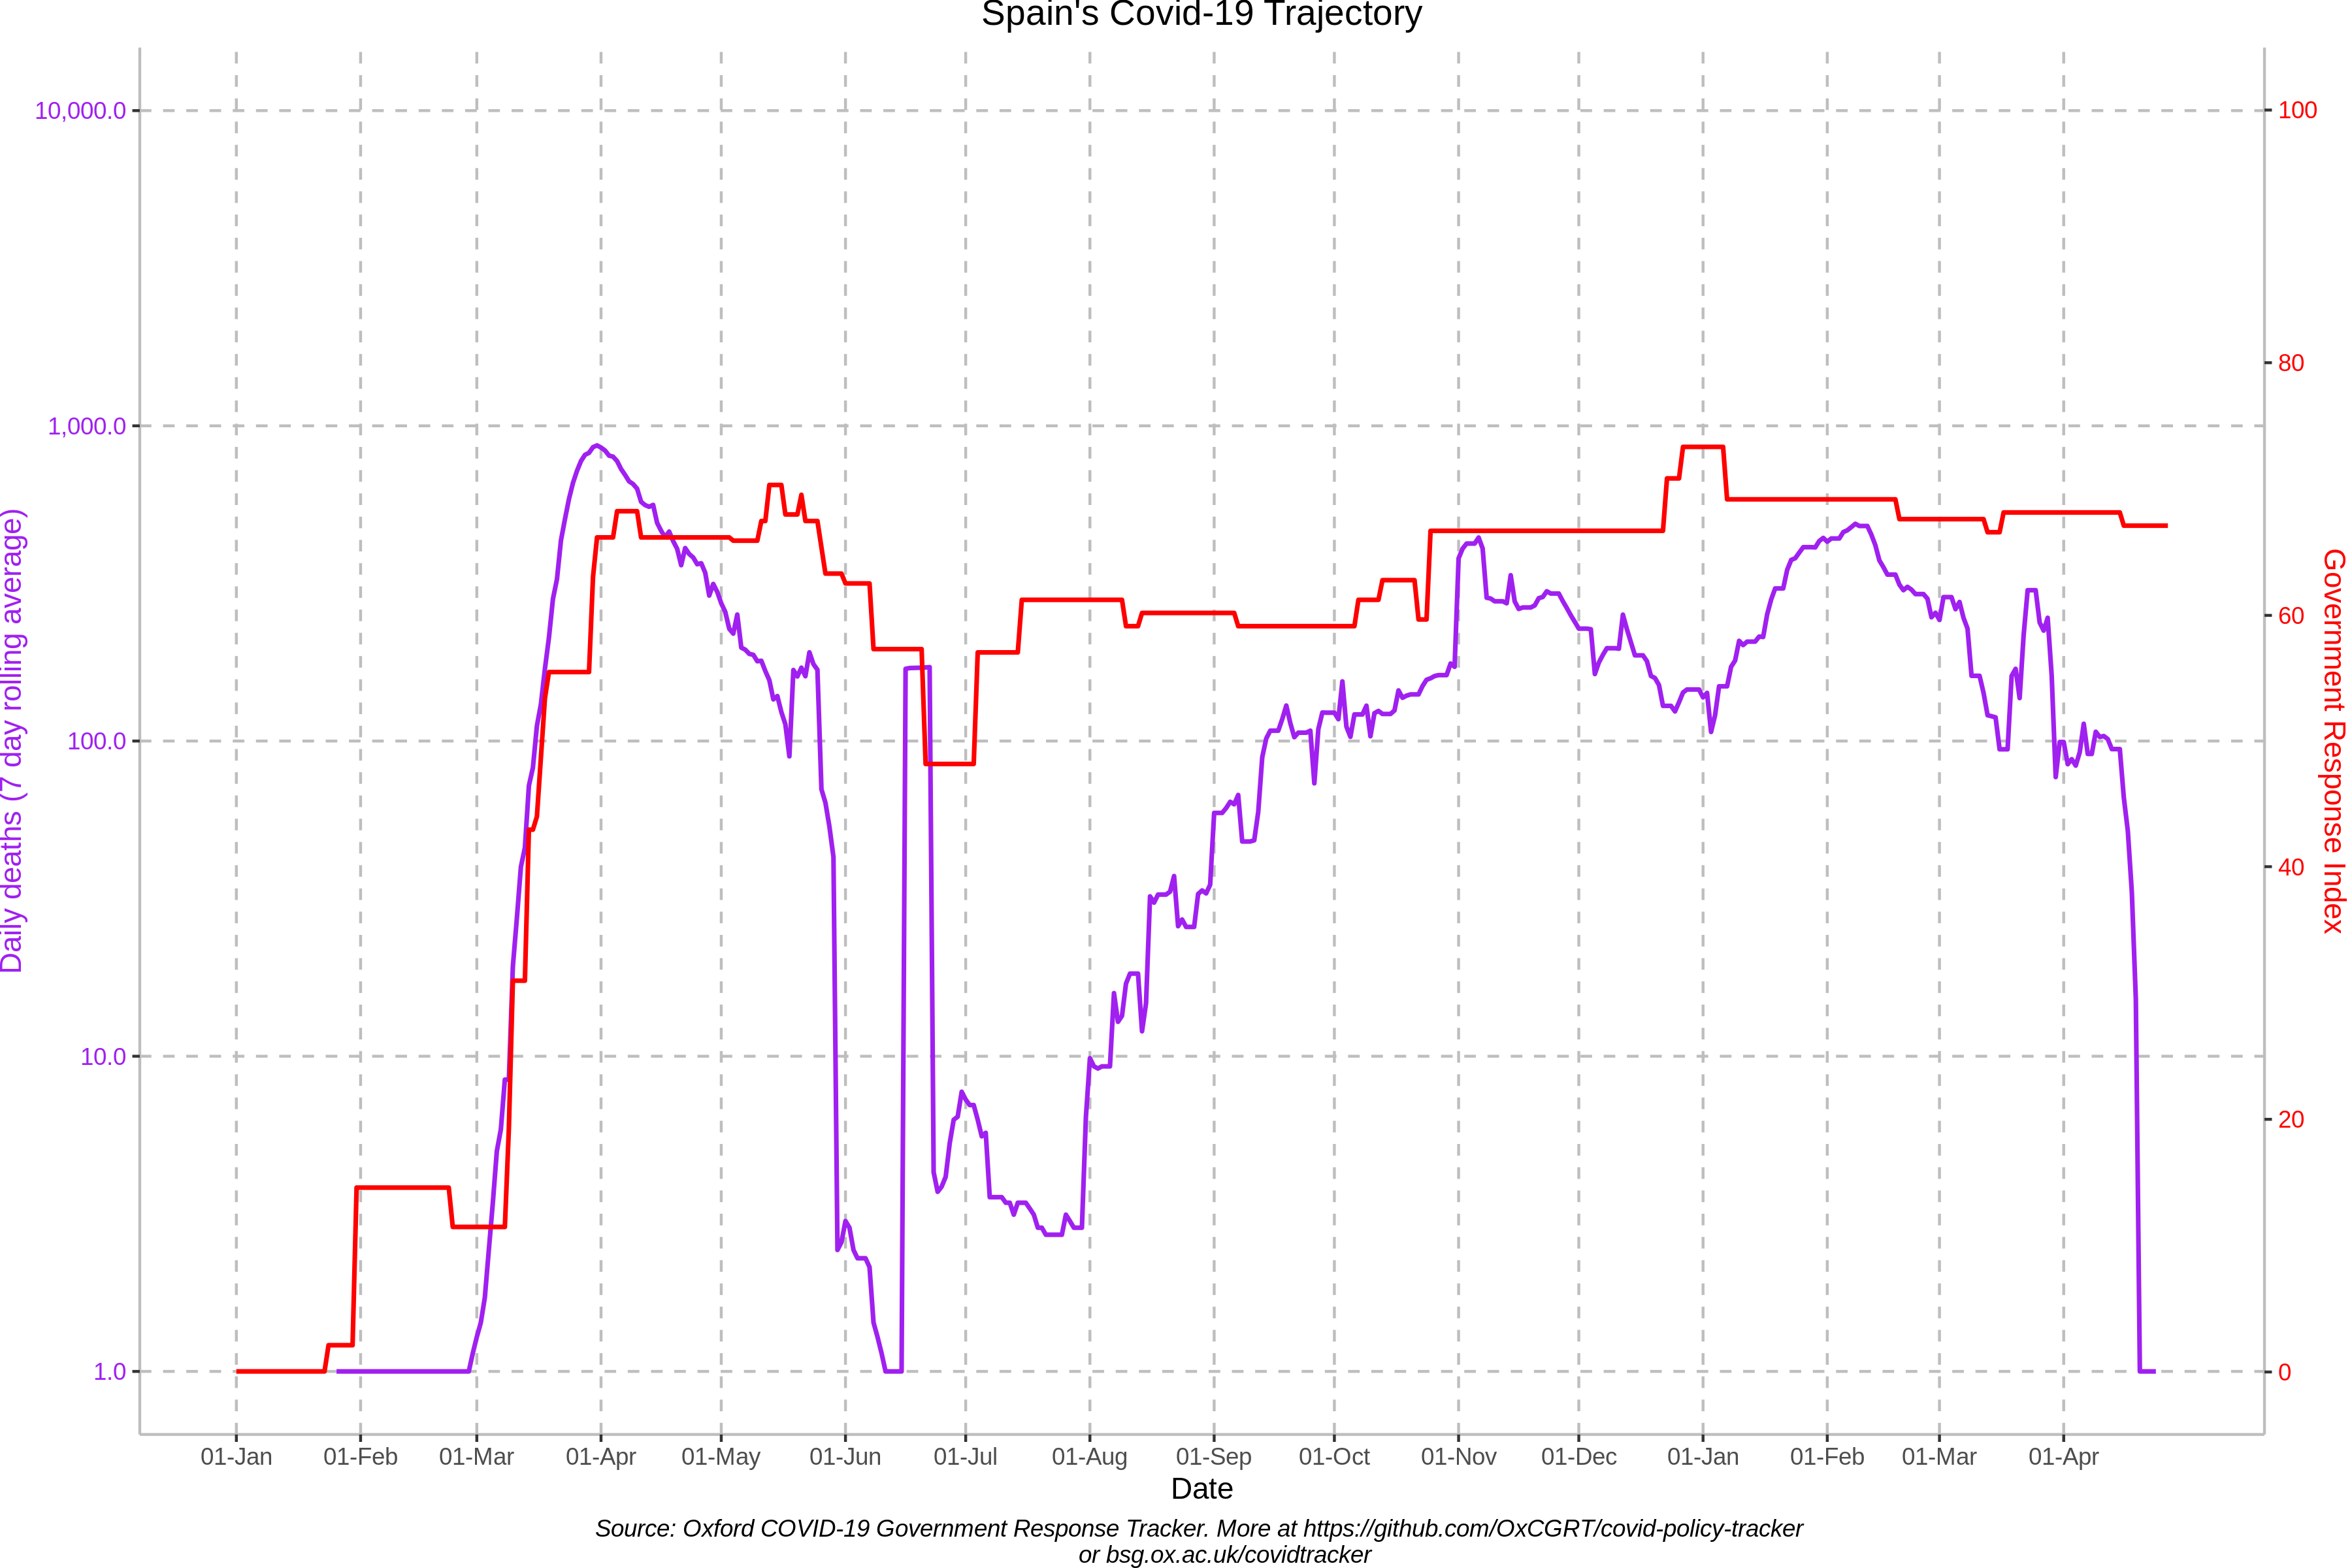 Spain's Covid-19 Trajectory
10,000.0
1,000.0
100.0
10.0
1.0
Daily deaths (7 day rolling average)
100
80
60
40
20
0
Government Response Index
01-Jan 01-Feb 01-Mar 01-Apr 01-May 01-Jun 01-Jul 01-Aug 01-Sep 01-Oct 01-Nov 01-Dec 01-Jan 01-Feb 01-Mar 01-Apr
Date
Source: Oxford COVID-19 Government Response Tracker. More at https://github.com/OxCGRT/covid-policy-tracker
or bsg.ox.ac.uk/covidtracker